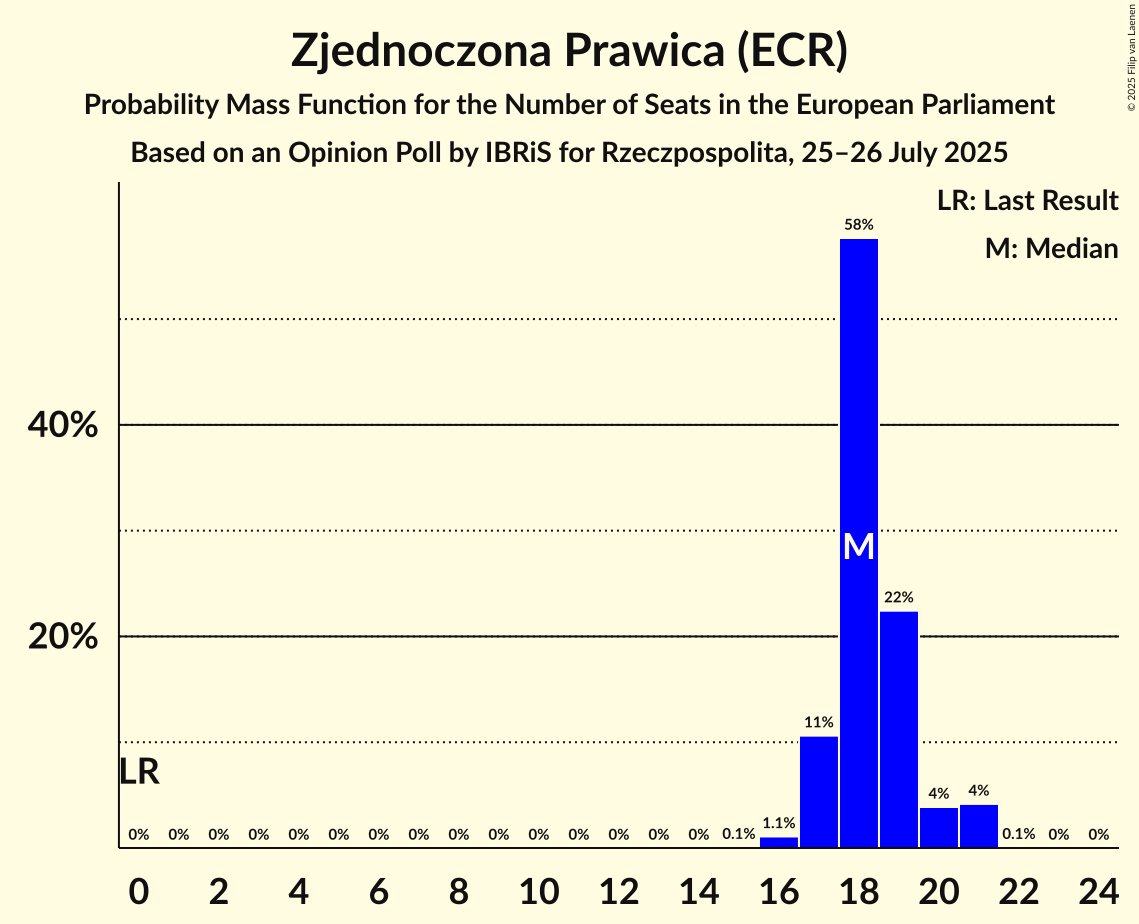 Zjednoczona Prawica (ECR)
Probability Mass Function for the Number of Seats in the European Parliament
Based on an Opinion Poll by IBRiS for Rzeczpospolita, 25–26 July 2025
© 2025 Filip van Laenen
LR: Last Result
M: Median
58%
40%
M
22%
20%
11%
LR
4% 4%
0% 0% 0% 0% 0% 0% 0% 0% 0% 0% 0% 0% 0% 0% 0% 0.1% 1.1% 0.1% 0% 0%
0 2 4 6 8 10 12 14 16 18 20 22 24